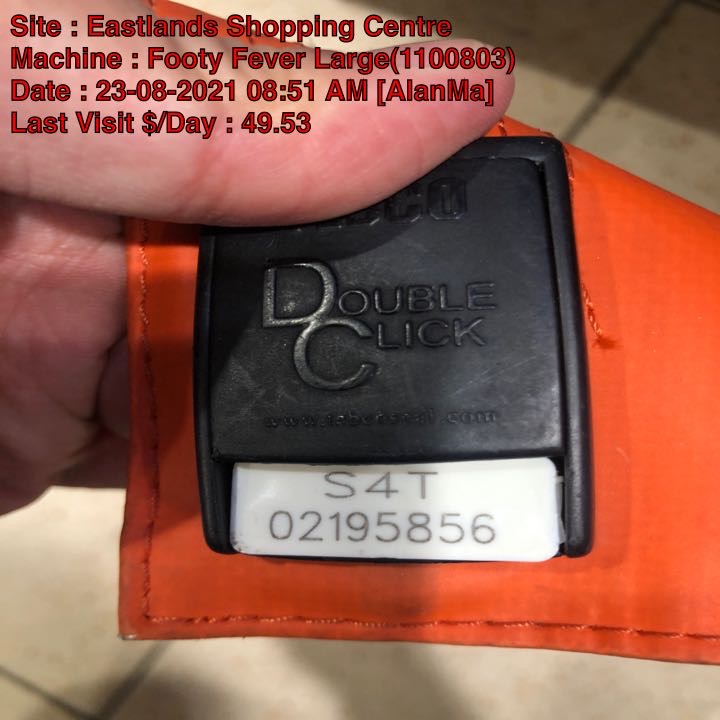 Site : Eastlands Shopping Centre
Machine : Footy Fever Large(1100803)
Date : 23-08-2021 08:51 AM [AlanMa]
Last Visit $/Day : 49.53
DOUBLE
CLICK
S4T
02195856